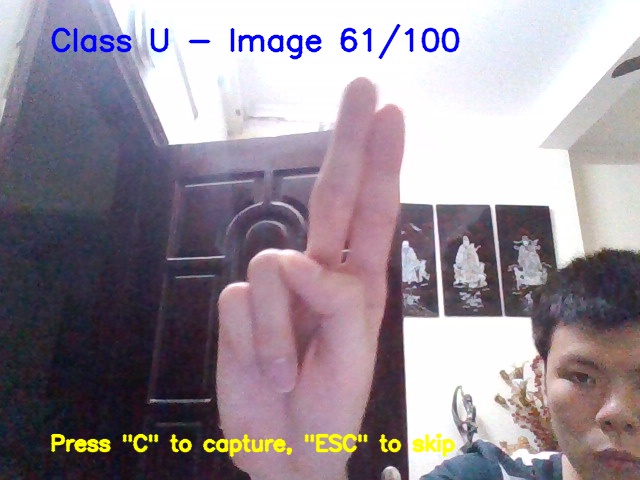 Class U - Image 61/100
Press "C" to capture, "ESC" to skip